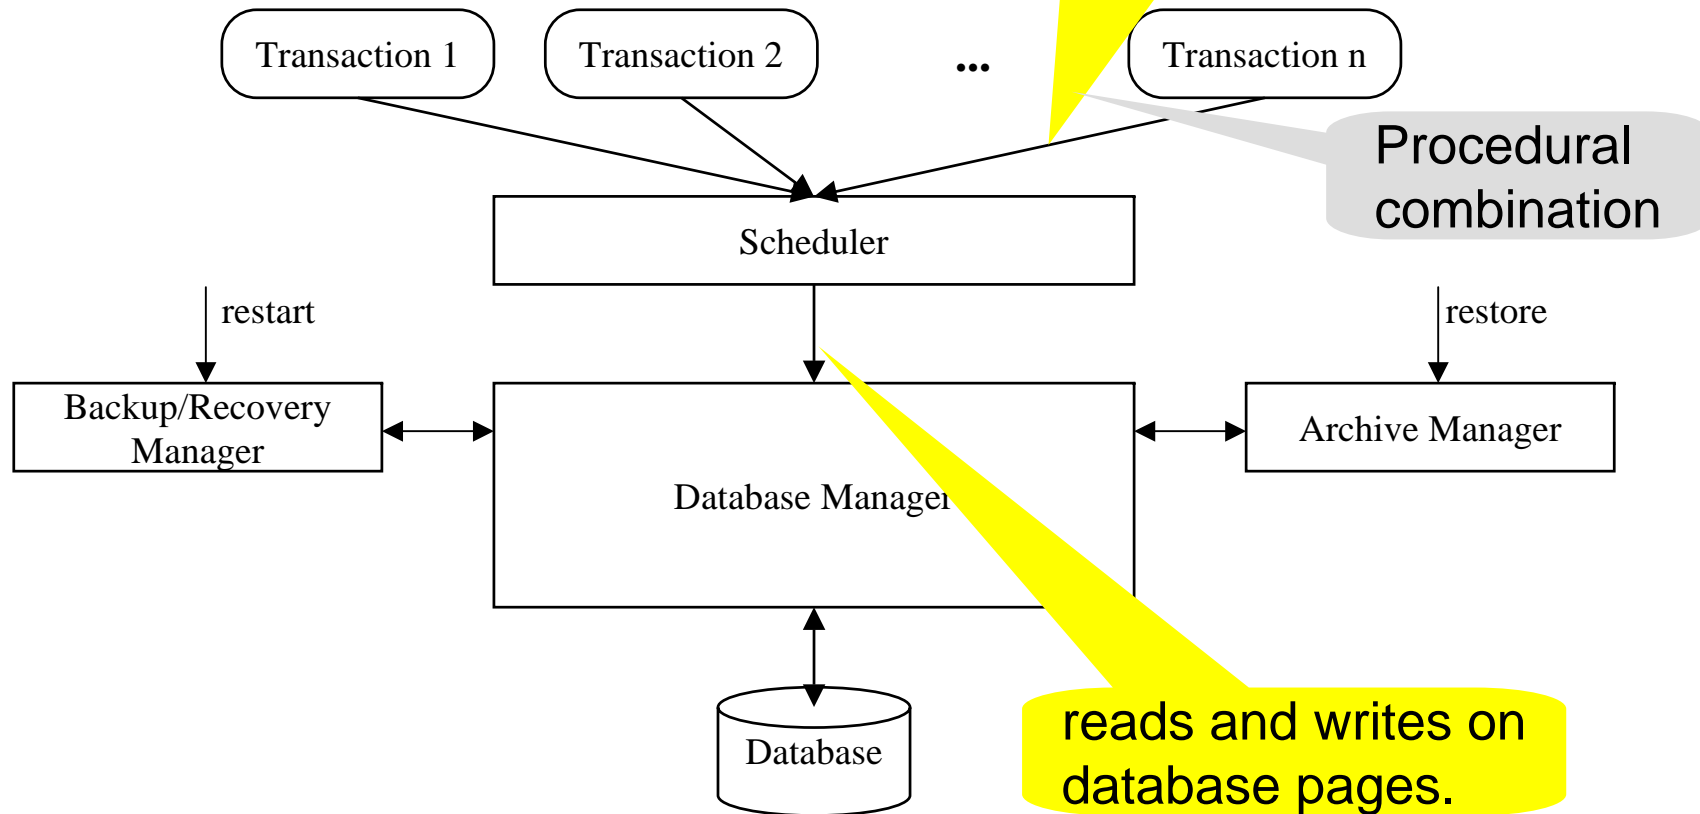 Transaction 1
Transaction 2
...
Transaction n
Procedural
combination
Scheduler
restart
restore
Backup/Recovery
Manager
Archive Manager
Database Manager
reads and writes on
database pages.
Database